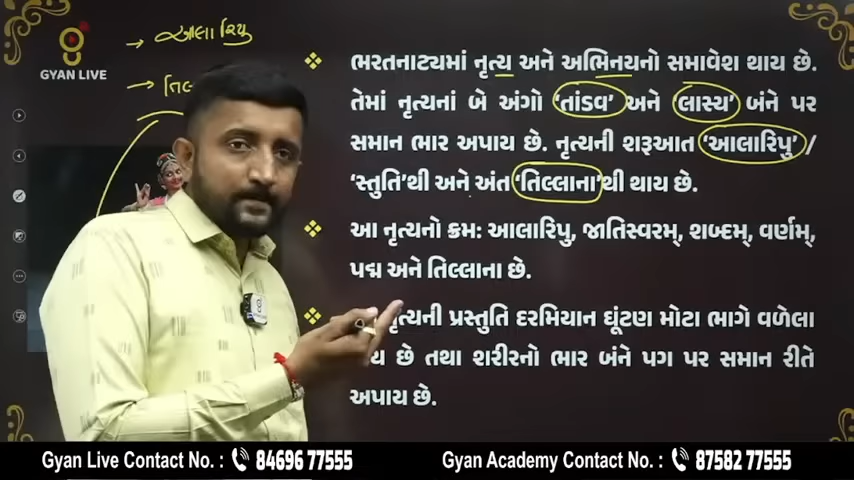 → આલારિપુ
GYAN LIVE
→
❖ ભરતનાટ્યમાં નૃત્ય અને અભિનયનો સમાવેશ થાય છે.
તેમાં નૃત્યનાં બે અંગો ‘તાંડવ’ અને લાસ્ય’ બંને પર
સમાન ભાર અપાય છે. નૃત્યની શરૂઆત ‘આલારિપુ’ /
‘સ્તુતિ’થી અને અંત ‘તિલ્લાના’થી થાય છે.
❖ આ નૃત્યનો ક્રમ: આલારિપુ, જાતિસ્વરમ્, શબ્દમ્, વર્ણમ્,
પદ્મ અને તિલ્લાના છે.
❖ નૃત્યની પ્રસ્તુતિ દરમિયાન ઘૂંટણ મોટા ભાગે વળેલા
છે તથા શરીરનો ભાર બંને પગ પર સમાન રીતે
અપાય છે.
Gyan Live Contact No. : 84696 77555 Gyan Academy Contact No. : 87582 77555